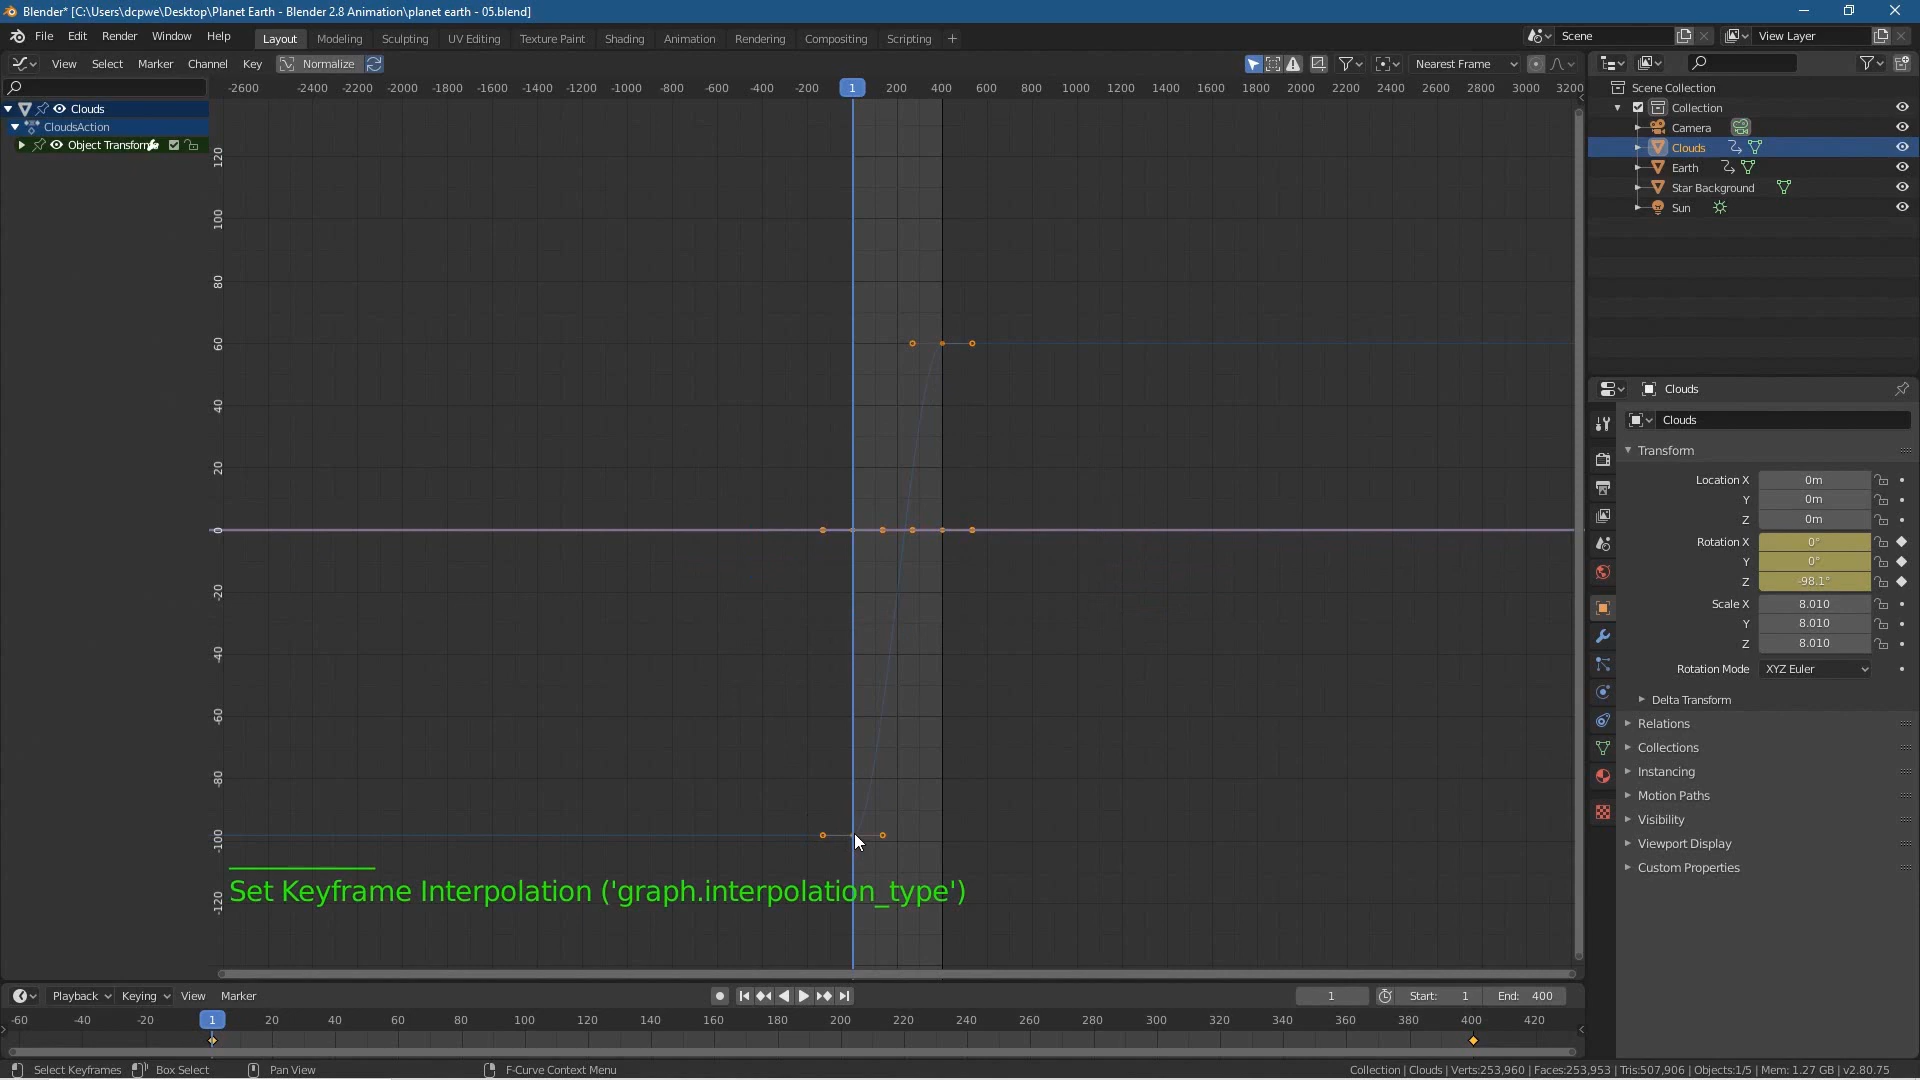 Blender* [C:\Users\dcpwe\Desktop\Planet Earth - Blender 2.8 Animation\planet earth - 05.blend]
File Edit Render Window Help
Layout Modeling Sculpting UV Editing Texture Paint Shading Animation Rendering Compositing Scripting +
Scene
View Layer
View Select Marker Channel Key Normalize
Nearest Frame
-2600 -2400 -2200 -2000 -1800 -1600 -1400 -1200 -1000 -800 -600 -400 -200 1 200 400 600 800 1000 1200 1400 1600 1800 2000 2200 2400 2600 2800 3000 3200
Clouds
CloudsAction
Object Transform
120
100
80
60
40
20
0
-20
-40
-60
-80
-100
-120
Set Keyframe Interpolation ('graph.interpolation_type')
Scene Collection
Collection
Camera
Clouds
Earth
Star Background
Sun
Clouds
Clouds
Transform
Location X 0m
Y 0m
Z 0m
Rotation X 0°
Y 0°
Z -98.1°
Scale X 8.010
Y 8.010
Z 8.010
Rotation Mode XYZ Euler
Delta Transform
Relations
Collections
Instancing
Motion Paths
Visibility
Viewport Display
Custom Properties
Playback Keying View Marker
1
Start: 1
End: 400
-60 -40 -20 1 20 40 60 80 100 120 140 160 180 200 220 240 260 280 300 320 340 360 380 400 420
Select Keyframes Box Select Pan View F-Curve Context Menu
Collection | Clouds | Verts:253,960 | Faces:253,953 | Tris:507,906 | Objects:1/5 | Mem: 1.27 GB | v2.80.75